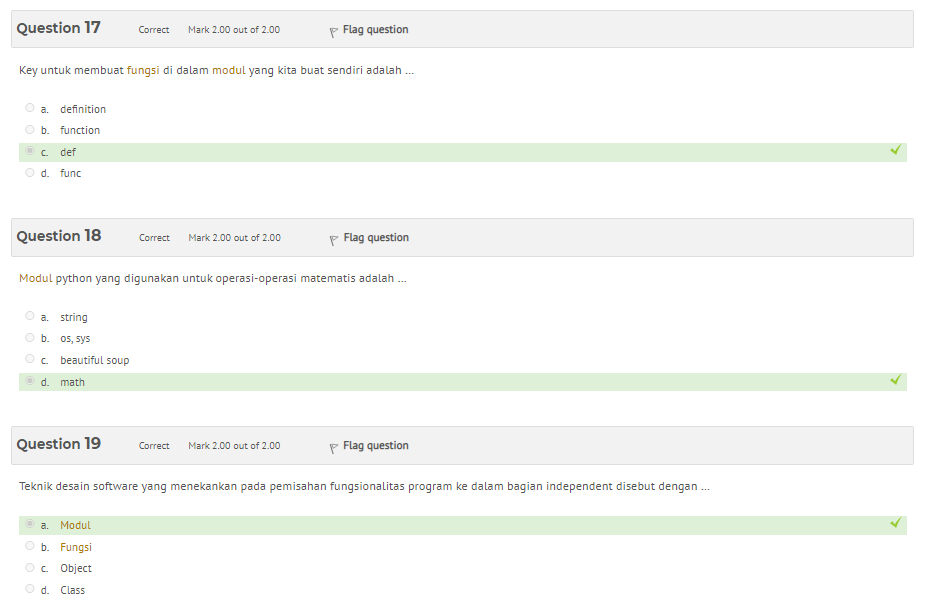 Question 17 Correct Mark 2.00 out of 2.00 Flag question
Key untuk membuat fungsi di dalam modul yang kita buat sendiri adalah ...
a. definition
b. function
c. def
d. func
Question 18 Correct Mark 2.00 out of 2.00 Flag question
Modul python yang digunakan untuk operasi-operasi matematis adalah ...
a. string
b. os, sys
c. beautiful soup
d. math
Question 19 Correct Mark 2.00 out of 2.00 Flag question
Teknik desain software yang menekankan pada pemisahan fungsionalitas program ke dalam bagian independent disebut dengan ...
a. Modul
b. Fungsi
c. Object
d. Class